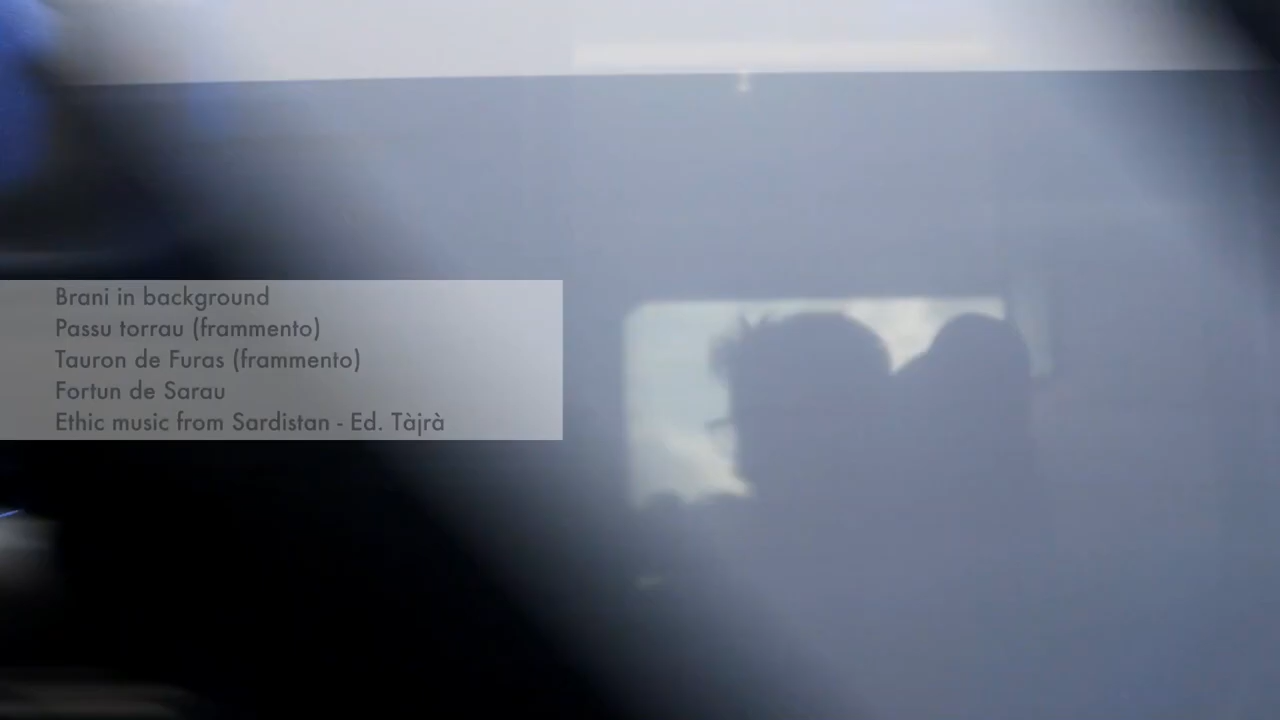 Brani in background
Passu torrau (frammento)
Tauron de Furas (frammento)
Fortun de Sarau
Ethic music from Sardistan - Ed. Tàjrà